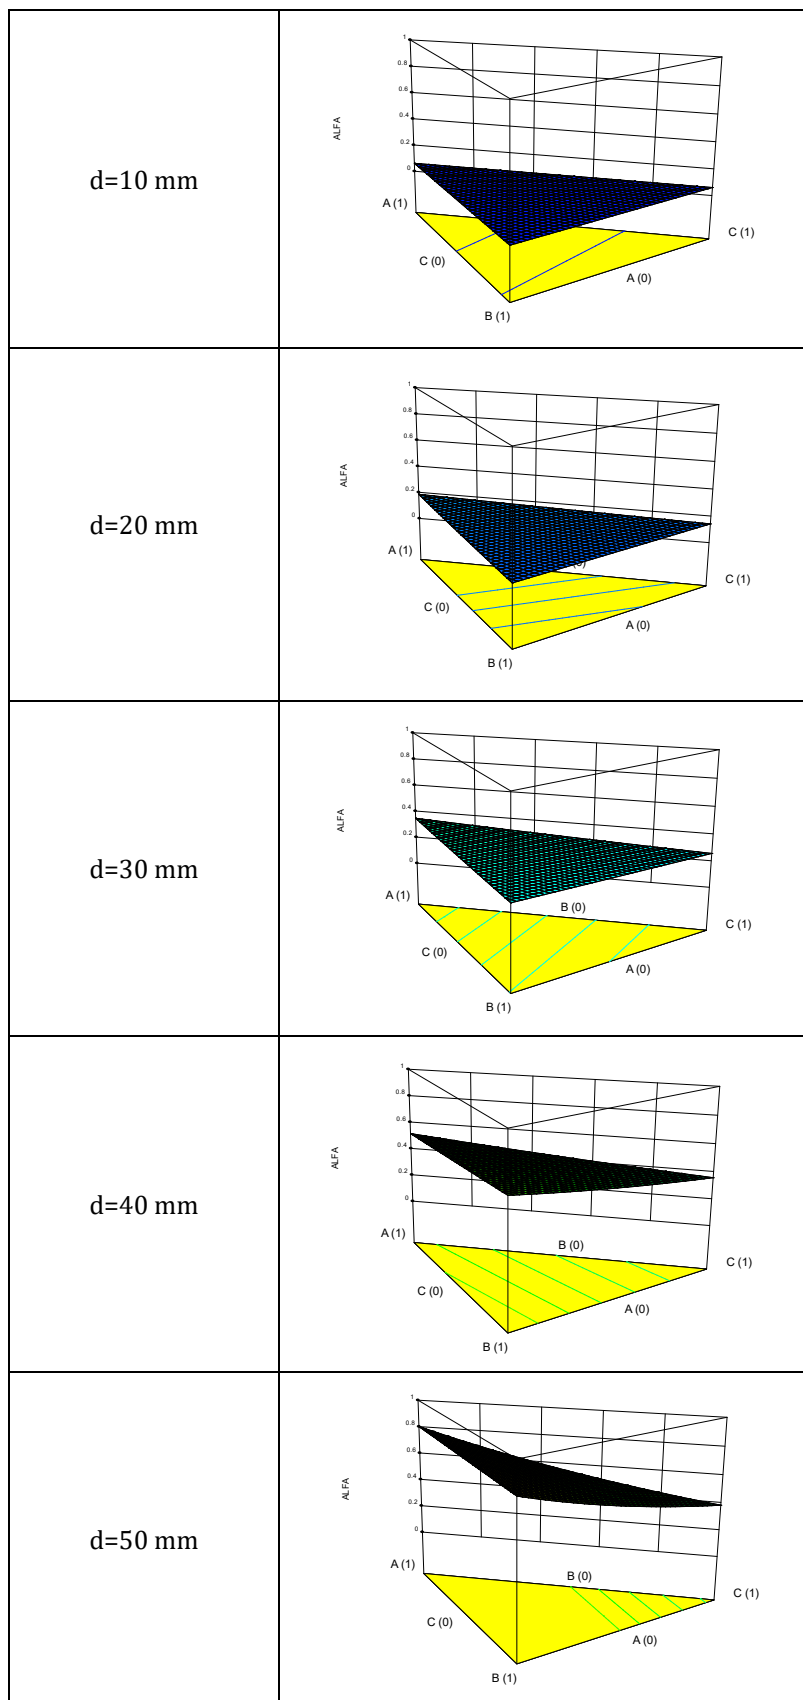 d=10 mm
1
0.8
0.6
0.4
0.2
0
ALFA
A (1)
C (1)
C (0)
A (0)
B (1)
d=20 mm
1
0.8
0.6
0.4
0.2
0
ALFA
A (1)
C (1)
C (0)
A (0)
B (1)
d=30 mm
1
0.8
0.6
0.4
0.2
0
ALFA
A (1)
B (0)
C (1)
C (0)
A (0)
B (1)
d=40 mm
1
0.8
0.6
0.4
0.2
0
ALFA
A (1)
B (0)
C (1)
C (0)
A (0)
B (1)
d=50 mm
1
0.8
0.6
0.4
0.2
0
ALFA
A (1)
B (0)
C (1)
C (0)
A (0)
B (1)